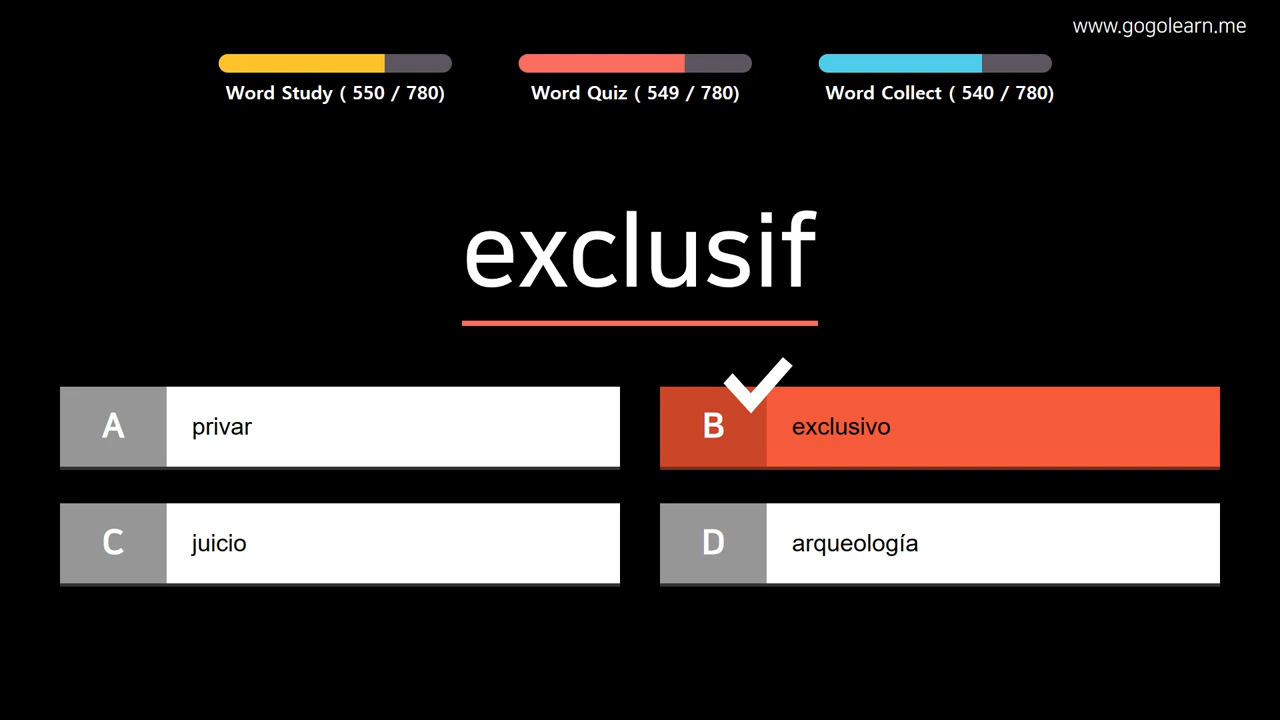 www.gogolearn.me
Word Study ( 550 / 780)
Word Quiz ( 549 / 780)
Word Collect ( 540 / 780)
exclusif
A privar
B exclusivo
C juicio
D arqueología